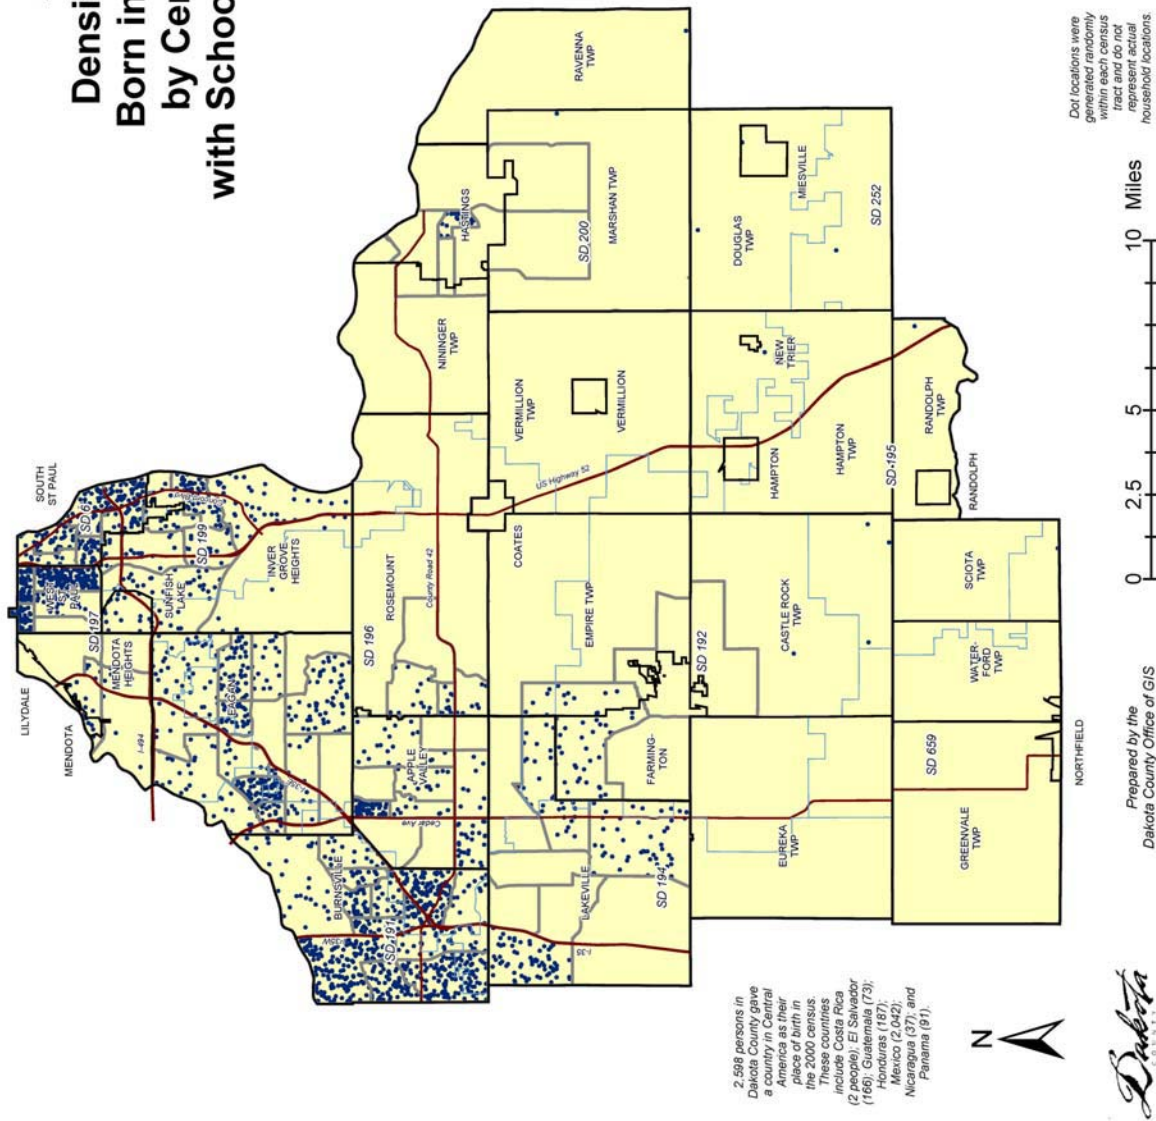 Densi
Born in
by Cer
with Schoo
LILYDALE
MENDOTA
SOUTH
ST PAUL
SD 6
Concord Blvd
WEST
ST
PAUL
SD 197
SD 199
MENDOTA
HEIGHTS
SUNFISH
LAKE
I-494
INVER
GROVE
HEIGHTS
EAGAN
I-35E
BURNSVILLE
I-35W
SD 191
SD 196
ROSEMOUNT
County Road 42
APPLE
VALLEY
Cedar Ave
NININGER
TWP
HASTINGS
RAVENNA
TWP
SD 200
MARSHAN TWP
VERMILLION
TWP
VERMILLION
US Highway 52
COATES
EMPIRE TWP
FARMING-
TON
LAKEVILLE
SD 194
I-35
SD 192
CASTLE ROCK
TWP
EUREKA
TWP
HAMPTON
HAMPTON
TWP
NEW
TRIER
DOUGLAS
TWP
MIESVILLE
SD 252
SD 195
RANDOLPH
TWP
RANDOLPH
SCIOTA
TWP
WATER-
FORD
TWP
SD 659
GREENVALE
TWP
NORTHFIELD
2,598 persons in
Dakota County gave
a country in Central
America as their
place of birth in
the 2000 census.
These countries
include Costa Rica
(2 people); El Salvador
(166); Guatemala (73);
Honduras (187);
Mexico (2,042);
Nicaragua (37); and
Panama (91).
N
Dakota
COUNTY
Prepared by the
Dakota County Office of GIS
0 2.5 5 10 Miles
Dot locations were
generated randomly
within each census
tract and do not
represent actual
household locations.